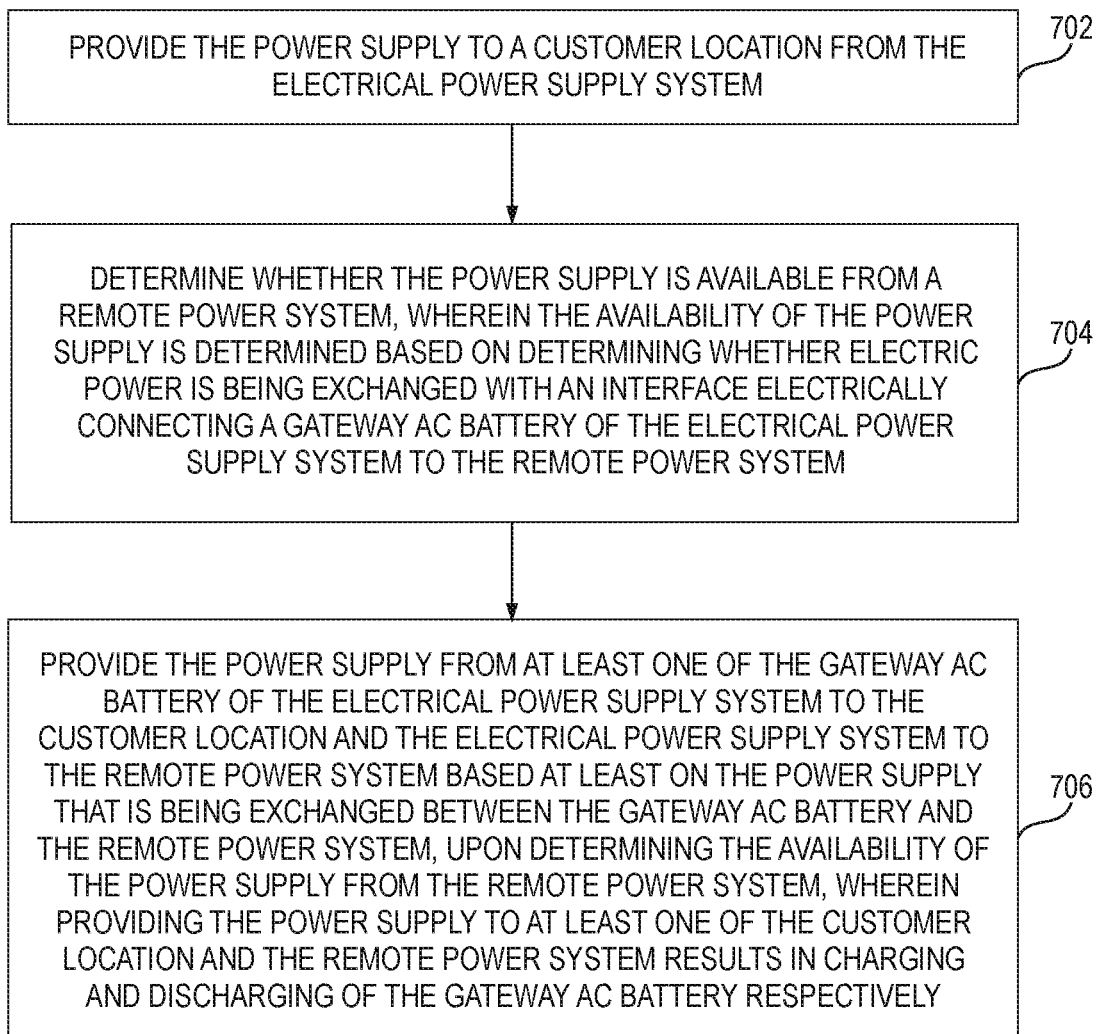 PROVIDE THE POWER SUPPLY TO A CUSTOMER LOCATION FROM THE
ELECTRICAL POWER SUPPLY SYSTEM
702
DETERMINE WHETHER THE POWER SUPPLY IS AVAILABLE FROM A
REMOTE POWER SYSTEM, WHEREIN THE AVAILABILITY OF THE POWER
SUPPLY IS DETERMINED BASED ON DETERMINING WHETHER ELECTRIC
POWER IS BEING EXCHANGED WITH AN INTERFACE ELECTRICALLY
CONNECTING A GATEWAY AC BATTERY OF THE ELECTRICAL POWER
SUPPLY SYSTEM TO THE REMOTE POWER SYSTEM
704
PROVIDE THE POWER SUPPLY FROM AT LEAST ONE OF THE GATEWAY AC
BATTERY OF THE ELECTRICAL POWER SUPPLY SYSTEM TO THE
CUSTOMER LOCATION AND THE ELECTRICAL POWER SUPPLY SYSTEM TO
THE REMOTE POWER SYSTEM BASED AT LEAST ON THE POWER SUPPLY
THAT IS BEING EXCHANGED BETWEEN THE GATEWAY AC BATTERY AND
THE REMOTE POWER SYSTEM, UPON DETERMINING THE AVAILABILITY OF
THE POWER SUPPLY FROM THE REMOTE POWER SYSTEM, WHEREIN
PROVIDING THE POWER SUPPLY TO AT LEAST ONE OF THE CUSTOMER
LOCATION AND THE REMOTE POWER SYSTEM RESULTS IN CHARGING
AND DISCHARGING OF THE GATEWAY AC BATTERY RESPECTIVELY
706